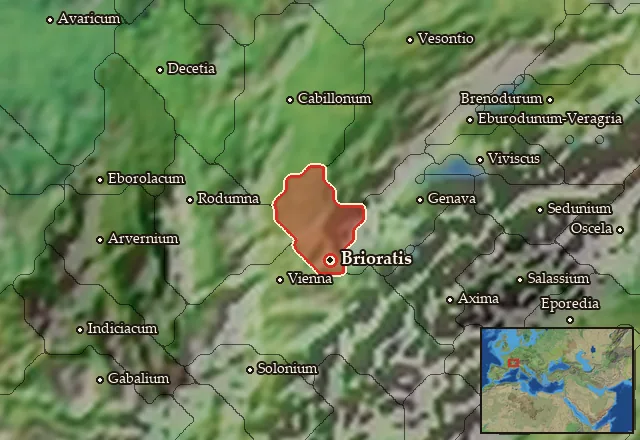 Avaricum
Vesontio
Decetia
Cabillonum
Brenodurum
Eburodunum-Veragria
Viviscus
Eborolacum
Rodumna
Genava
Sedunium
Oscela
Arvernium
Brioratis
Vienna
Salassium
Axima
Eporedia
Indiciacum
Solonium
Gabalium